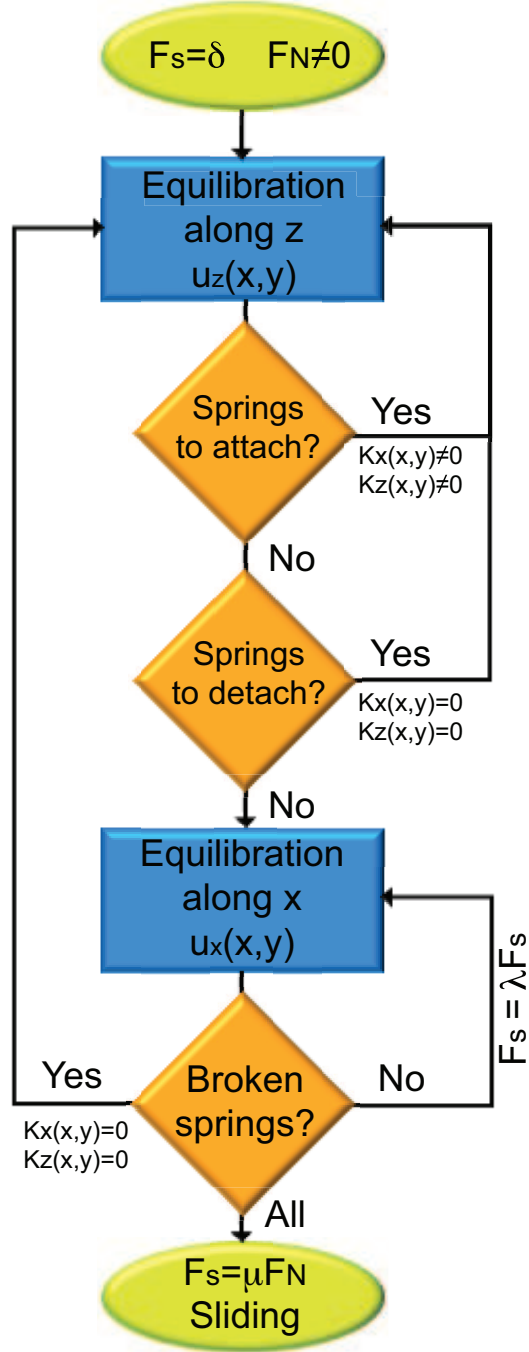 Fs=δ FN≠0
Equilibration
along z
uz(x,y)
Springs
to attach?
Yes
Kx(x,y)≠0
Kz(x,y)≠0
No
Springs
to detach?
Yes
Kx(x,y)=0
Kz(x,y)=0
No
Equilibration
along x
ux(x,y)
Fs = λFs
Broken
springs?
Yes
Kx(x,y)=0
Kz(x,y)=0
No
All
Fs=μFN
Sliding